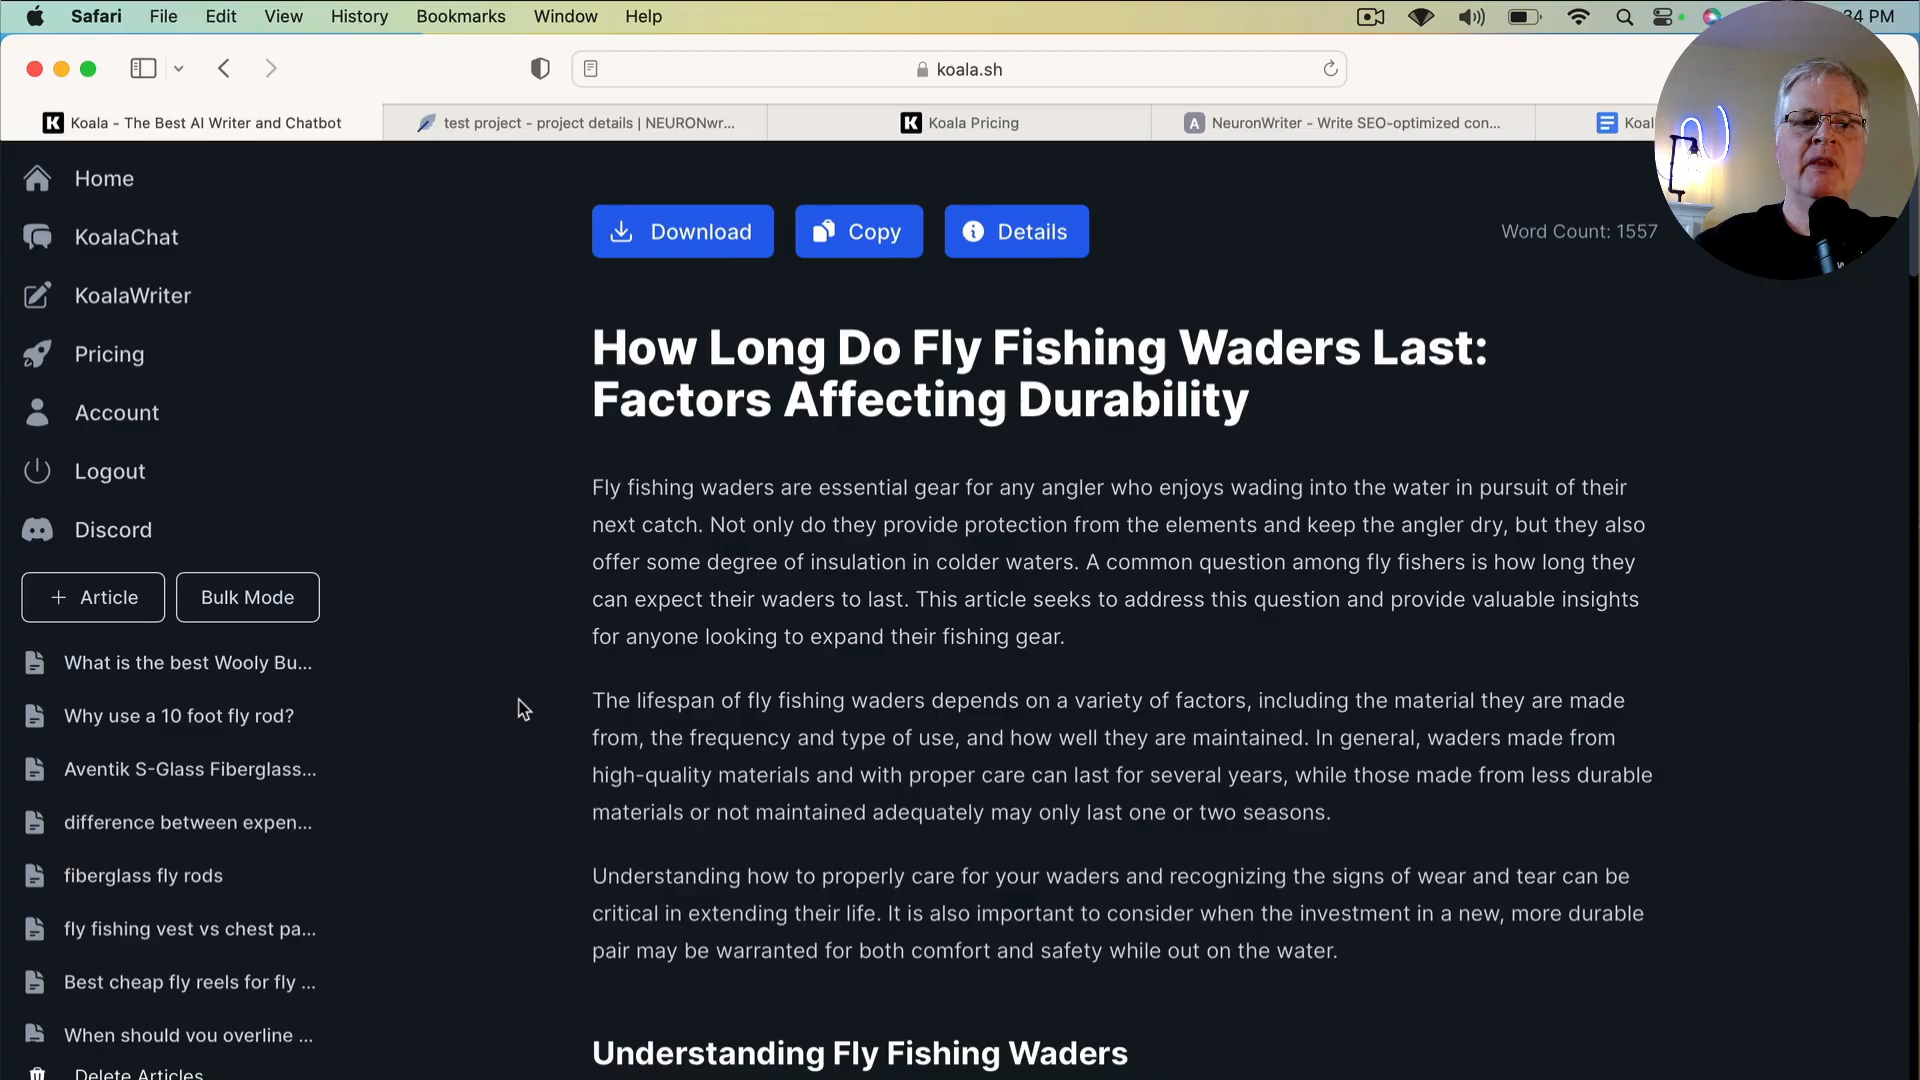 Safari File Edit View History Bookmarks Window Help
34 PM
koala.sh
Koala - The Best AI Writer and Chatbot
test project - project details | NEURONwr...
Koala Pricing
NeuronWriter - Write SEO-optimized con...
Koal
Home
KoalaChat
KoalaWriter
Pricing
Account
Logout
Discord
+ Article
Bulk Mode
What is the best Wooly Bu...
Why use a 10 foot fly rod?
Aventik S-Glass Fiberglass...
difference between expen...
fiberglass fly rods
fly fishing vest vs chest pa...
Best cheap fly reels for fly ...
When should you overline ...
Delete Articles
Download
Copy
Details
Word Count: 1557
How Long Do Fly Fishing Waders Last:
Factors Affecting Durability
Fly fishing waders are essential gear for any angler who enjoys wading into the water in pursuit of their
next catch. Not only do they provide protection from the elements and keep the angler dry, but they also
offer some degree of insulation in colder waters. A common question among fly fishers is how long they
can expect their waders to last. This article seeks to address this question and provide valuable insights
for anyone looking to expand their fishing gear.
The lifespan of fly fishing waders depends on a variety of factors, including the material they are made
from, the frequency and type of use, and how well they are maintained. In general, waders made from
high-quality materials and with proper care can last for several years, while those made from less durable
materials or not maintained adequately may only last one or two seasons.
Understanding how to properly care for your waders and recognizing the signs of wear and tear can be
critical in extending their life. It is also important to consider when the investment in a new, more durable
pair may be warranted for both comfort and safety while out on the water.
Understanding Fly Fishing Waders